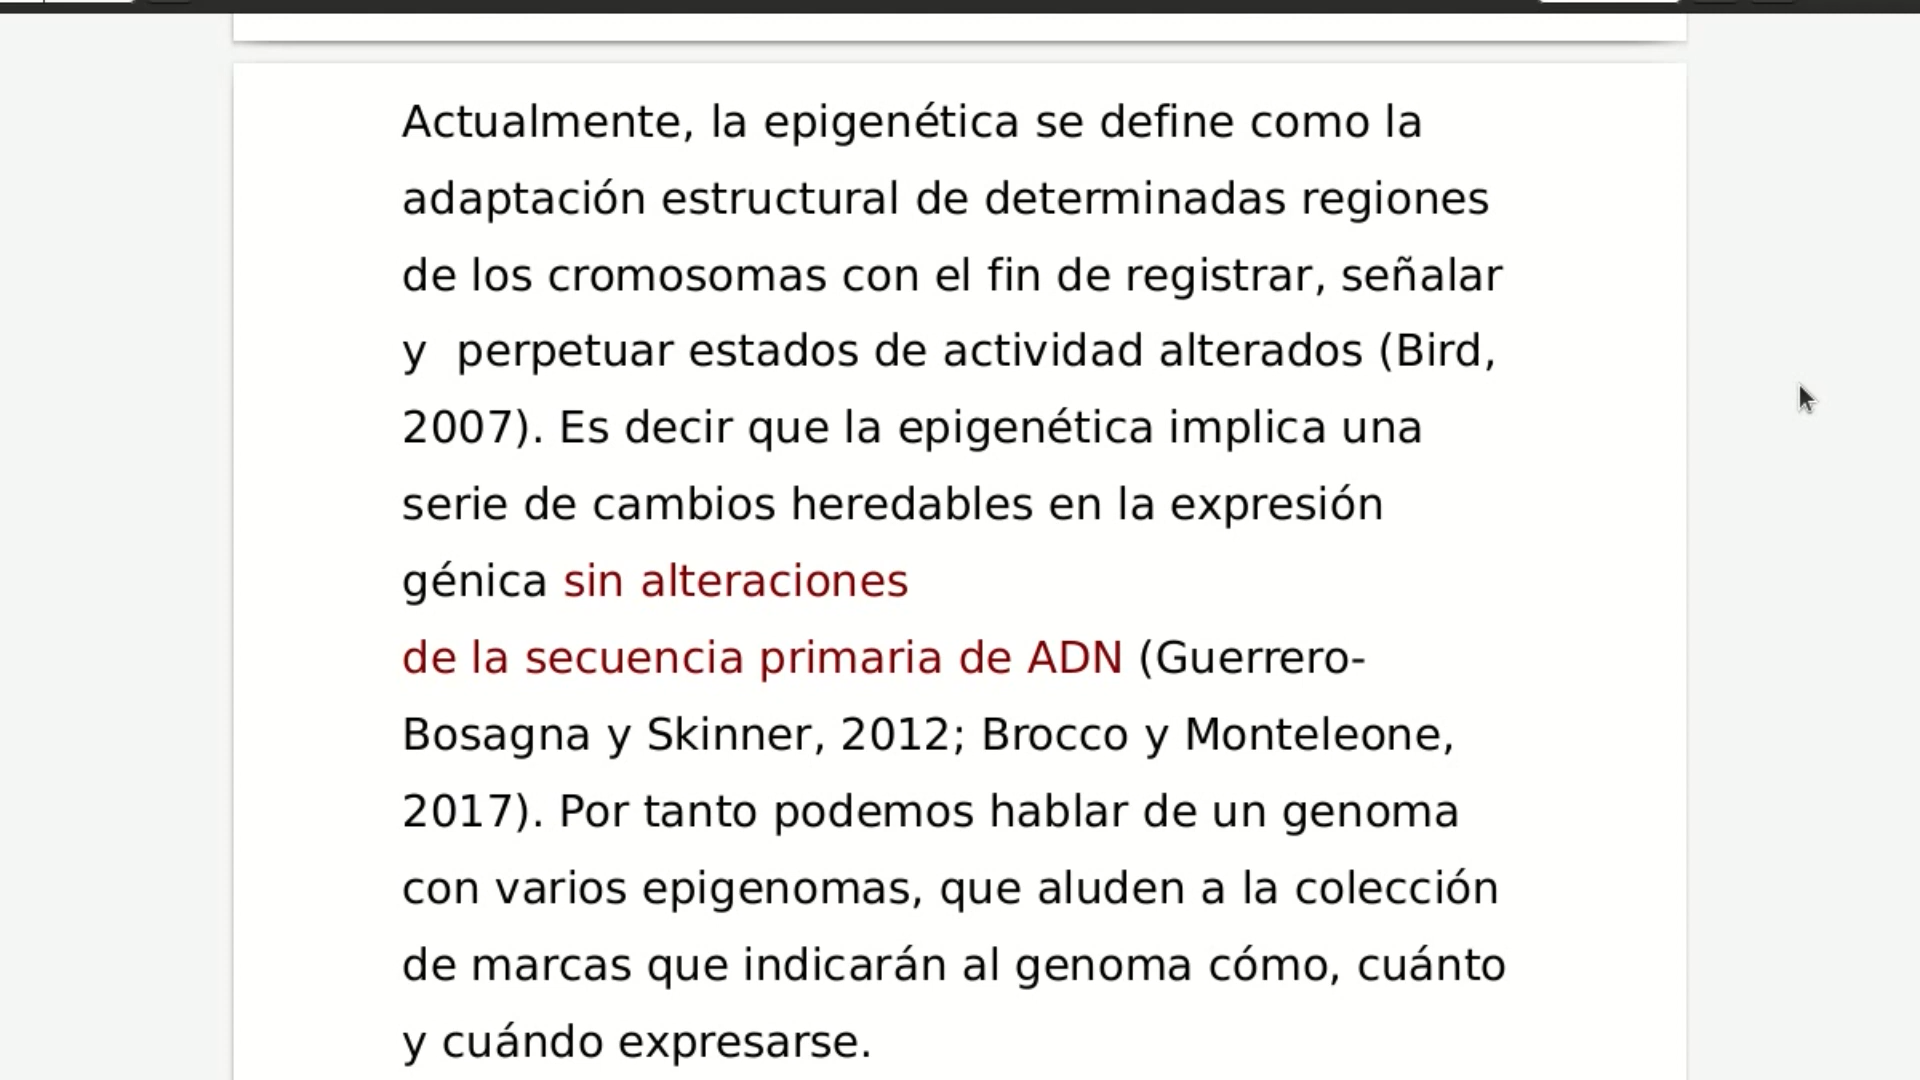 Actualmente, la epigenética se define como la
adaptación estructural de determinadas regiones
de los cromosomas con el fin de registrar, señalar
y  perpetuar estados de actividad alterados (Bird,
2007). Es decir que la epigenética implica una
serie de cambios heredables en la expresión
génica sin alteraciones
de la secuencia primaria de ADN (Guerrero-
Bosagna y Skinner, 2012; Brocco y Monteleone,
2017). Por tanto podemos hablar de un genoma
con varios epigenomas, que aluden a la colección
de marcas que indicarán al genoma cómo, cuánto
y cuándo expresarse.